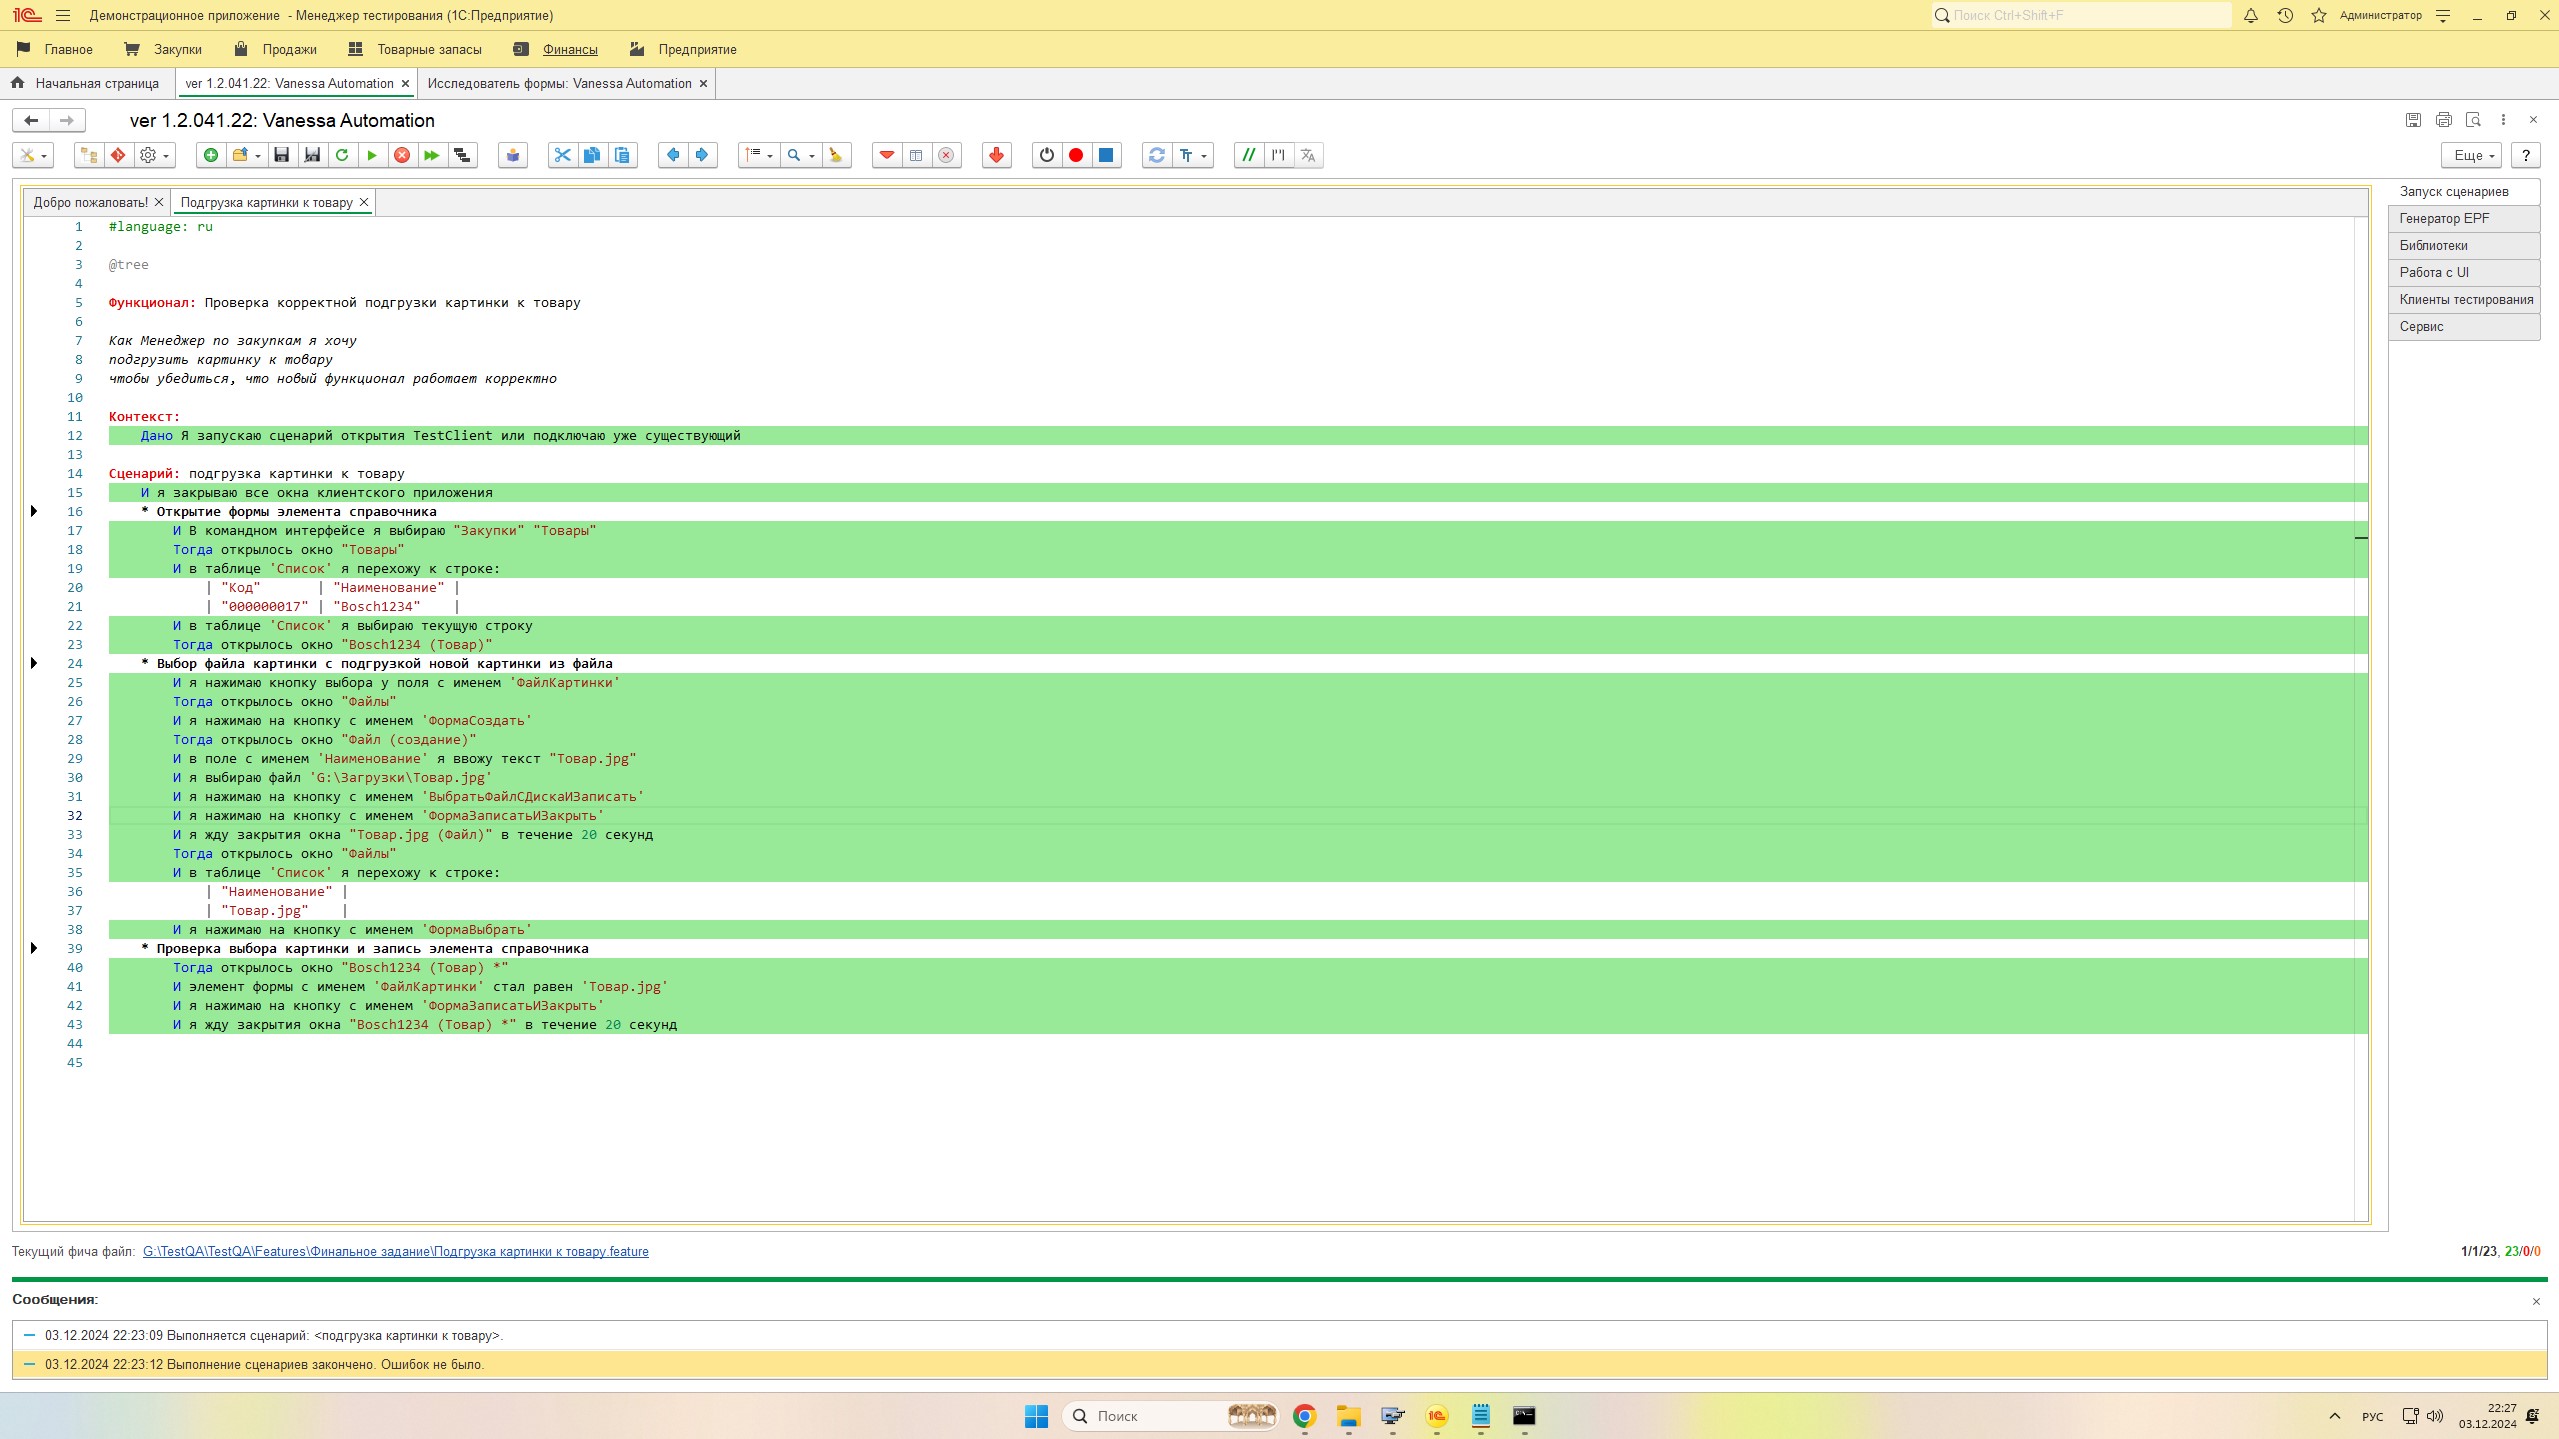 Демонстрационное приложение - Менеджер тестирования (1С:Предприятие)
Поиск Ctrl+Shift+F
Администратор
Главное
Закупки
Продажи
Товарные запасы
Финансы
Предприятие
Начальная страница
ver 1.2.041.22: Vanessa Automation
Исследователь формы: Vanessa Automation
ver 1.2.041.22: Vanessa Automation
Еще
?
Добро пожаловать!
Подгрузка картинки к товару
Запуск сценариев
Генератор EPF
Библиотеки
Работа с UI
Клиенты тестирования
Сервис
1 #language: ru
2
3 @tree
4
5 Функционал: Проверка корректной подгрузки картинки к товару
6
7 Как Менеджер по закупкам я хочу
8 подгрузить картинку к товару
9 чтобы убедиться, что новый функционал работает корректно
10
11 Контекст:
12 Дано Я запускаю сценарий открытия TestClient или подключаю уже существующий
13
14 Сценарий: подгрузка картинки к товару
15 И я закрываю все окна клиентского приложения
16 * Открытие формы элемента справочника
17 И В командном интерфейсе я выбираю "Закупки" "Товары"
18 Тогда открылось окно "Товары"
19 И в таблице 'Список' я перехожу к строке:
20 | "Код" | "Наименование" |
21 | "000000017" | "Bosch1234" |
22 И в таблице 'Список' я выбираю текущую строку
23 Тогда открылось окно "Bosch1234 (Товар)"
24 * Выбор файла картинки с подгрузкой новой картинки из файла
25 И я нажимаю кнопку выбора у поля с именем 'ФайлКартинки'
26 Тогда открылось окно "Файлы"
27 И я нажимаю на кнопку с именем 'ФормаСоздать'
28 Тогда открылось окно "Файл (создание)"
29 И в поле с именем 'Наименование' я ввожу текст "Товар.jpg"
30 И я выбираю файл 'G:\Загрузки\Товар.jpg'
31 И я нажимаю на кнопку с именем 'ВыбратьФайлСДискаИЗаписать'
32 И я нажимаю на кнопку с именем 'ФормаЗаписатьИЗакрыть'
33 И я жду закрытия окна "Товар.jpg (Файл)" в течение 20 секунд
34 Тогда открылось окно "Файлы"
35 И в таблице 'Список' я перехожу к строке:
36 | "Наименование" |
37 | "Товар.jpg" |
38 И я нажимаю на кнопку с именем 'ФормаВыбрать'
39 * Проверка выбора картинки и запись элемента справочника
40 Тогда открылось окно "Bosch1234 (Товар) *"
41 И элемент формы с именем 'ФайлКартинки' стал равен 'Товар.jpg'
42 И я нажимаю на кнопку с именем 'ФормаЗаписатьИЗакрыть'
43 И я жду закрытия окна "Bosch1234 (Товар) *" в течение 20 секунд
44
45
Текущий фича файл: G:\TestQA\TestQA\Features\Финальное задание\Подгрузка картинки к товару.feature
1/1/23, 23/0/0
Сообщения:
03.12.2024 22:23:09 Выполняется сценарий: <подгрузка картинки к товару>.
03.12.2024 22:23:12 Выполнение сценариев закончено. Ошибок не было.
Поиск
РУС
22:27
03.12.2024